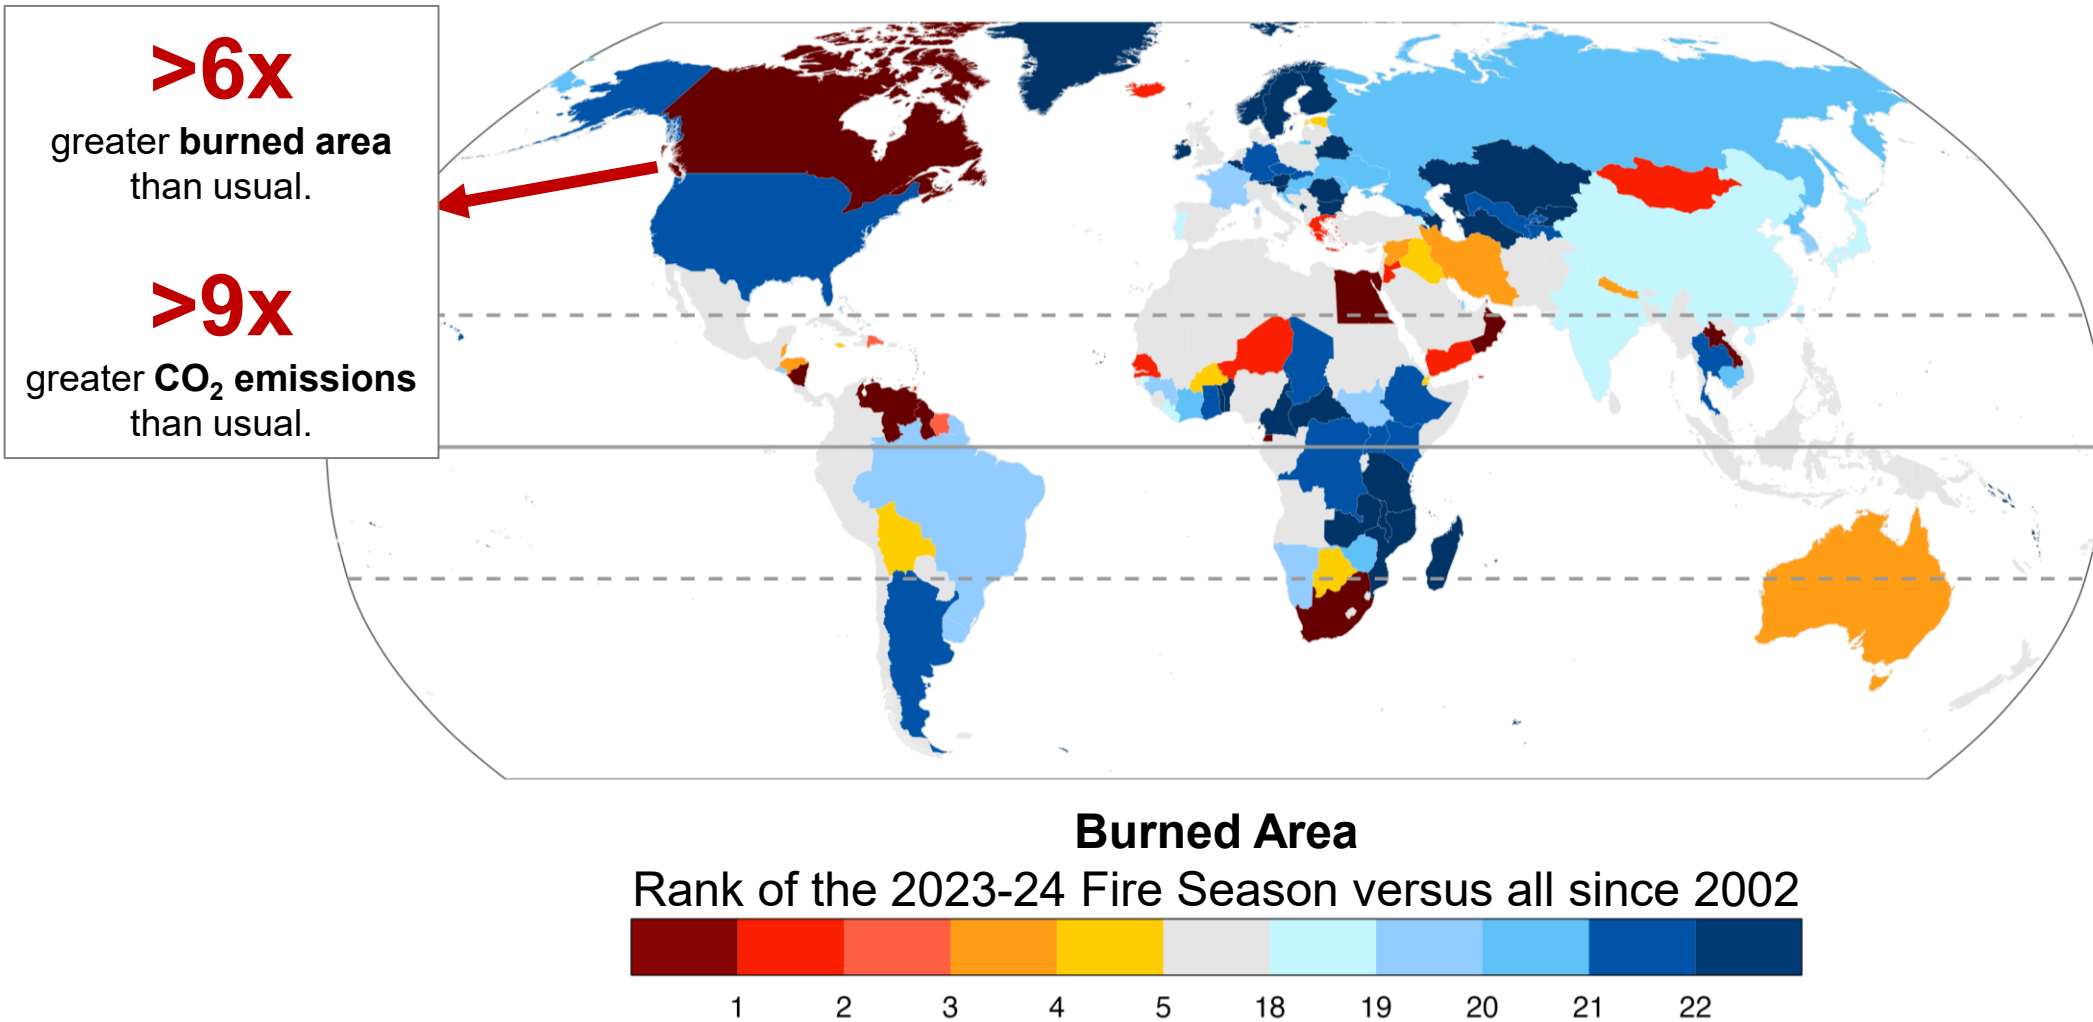 >6x
greater burned area
than usual.
>9x
greater CO₂ emissions
than usual.
Burned Area
Rank of the 2023-24 Fire Season versus all since 2002
1 2 3 4 5 18 19 20 21 22